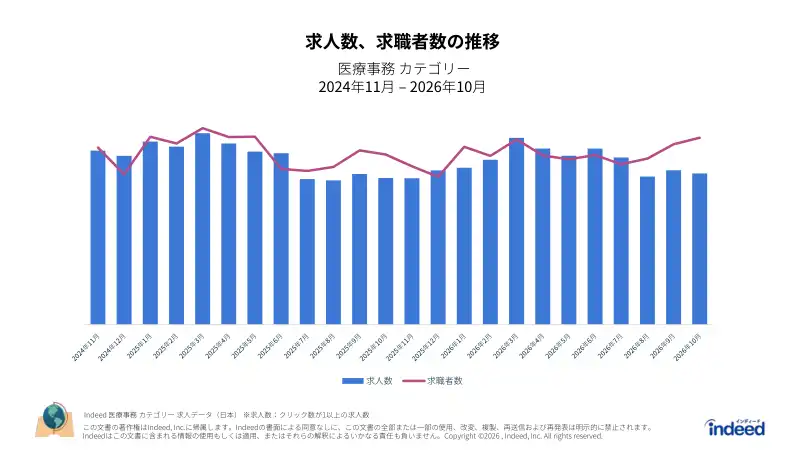 求人数、求職者数の推移
医療事務 カテゴリー
2024年11月 – 2026年10月
2024年11月
2024年12月
2025年1月
2025年2月
2025年3月
2025年4月
2025年5月
2025年6月
2025年7月
2025年8月
2025年9月
2025年10月
2025年11月
2025年12月
2026年1月
2026年2月
2026年3月
2026年4月
2026年5月
2026年6月
2026年7月
2026年8月
2026年9月
2026年10月
求人数 求職者数
Indeed 医療事務 カテゴリー 求人データ（日本） ※求人数：クリック数が1以上の求人数
この文書の著作権はIndeed, Inc.に帰属します。Indeedの書面による同意なしに、この文書の全部または一部の使用、改変、複製、再送信および再発表は明示的に禁止されます。
Indeedはこの文書に含まれる情報の使用もしくは適用、またはそれらの解釈によるいかなる責任も負いません。Copyright ©2026 , Indeed, Inc. All rights reserved.
インディード
indeed